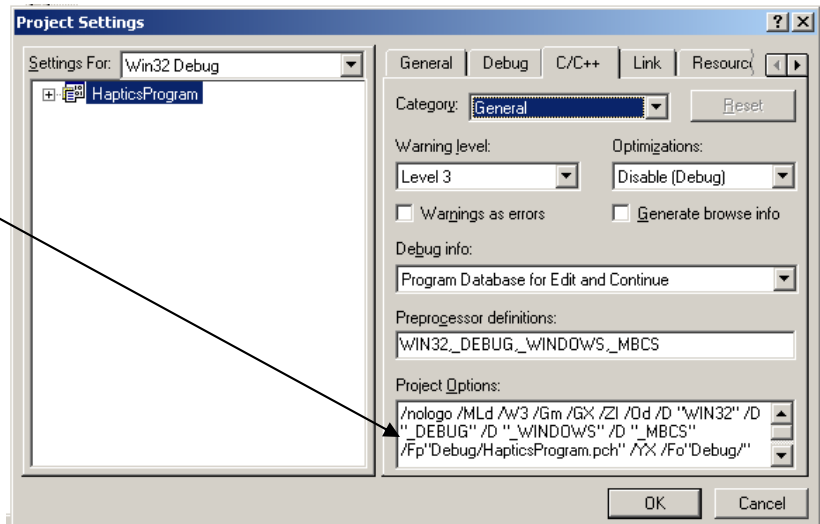 Project Settings
Settings For: Win32 Debug
HapticsProgram
General Debug C/C++ Link Resourc
Category: General Reset
Warning level: Optimizations:
Level 3 Disable (Debug)
Warnings as errors Generate browse info
Debug info:
Program Database for Edit and Continue
Preprocessor definitions:
WIN32,_DEBUG,_WINDOWS,_MBCS
Project Options:
/nologo /MLd /W3 /Gm /GX /ZI /Od /D "WIN32" /D
"_DEBUG" /D "_WINDOWS" /D "_MBCS"
/Fp"Debug/HapticsProgram.pch" /YX /Fo"Debug/"
OK Cancel